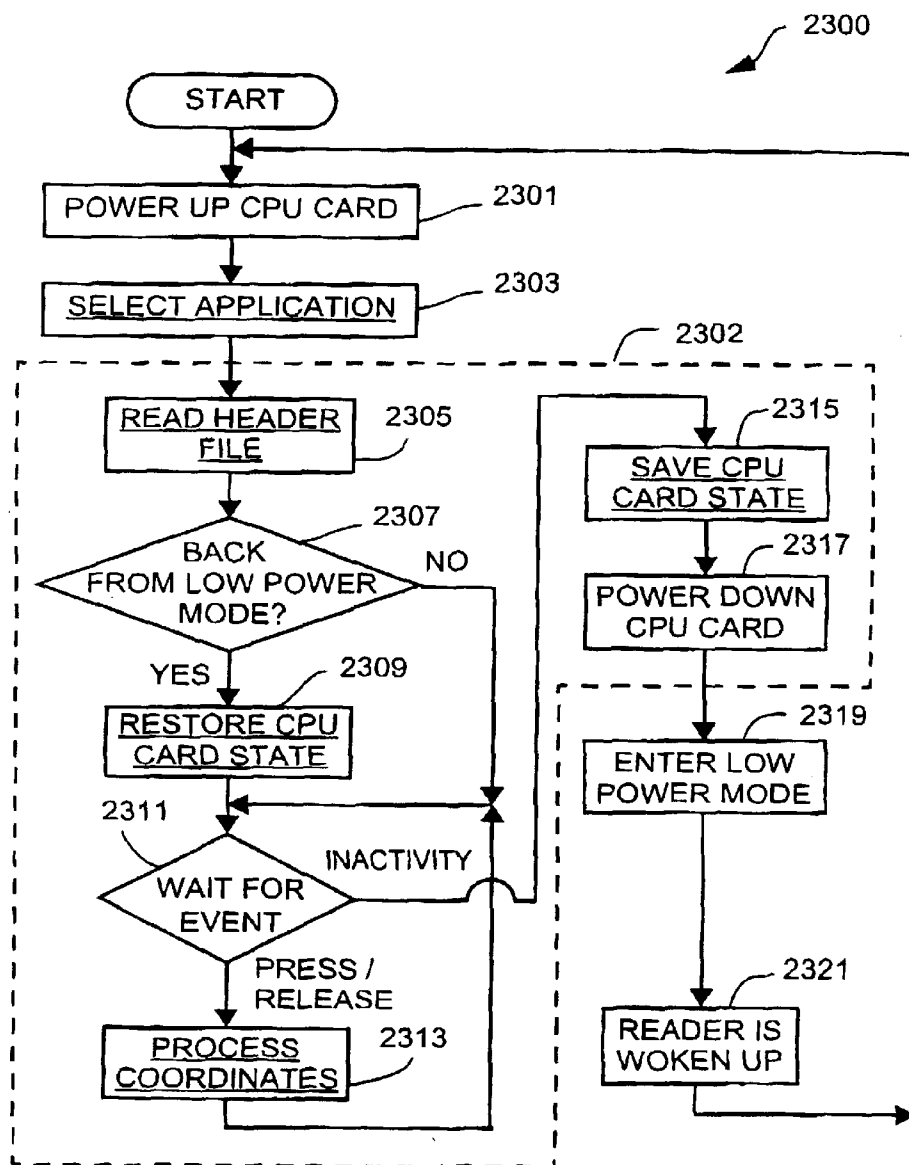 2300
START
POWER UP CPU CARD
2301
SELECT APPLICATION
2303
2302
READ HEADER
FILE
2305
2307
BACK
FROM LOW POWER
MODE?
NO
YES
2309
RESTORE CPU
CARD STATE
2311
WAIT FOR
EVENT
INACTIVITY
PRESS /
RELEASE
PROCESS
COORDINATES
2313
2315
SAVE CPU
CARD STATE
2317
POWER DOWN
CPU CARD
2319
ENTER LOW
POWER MODE
2321
READER IS
WOKEN UP